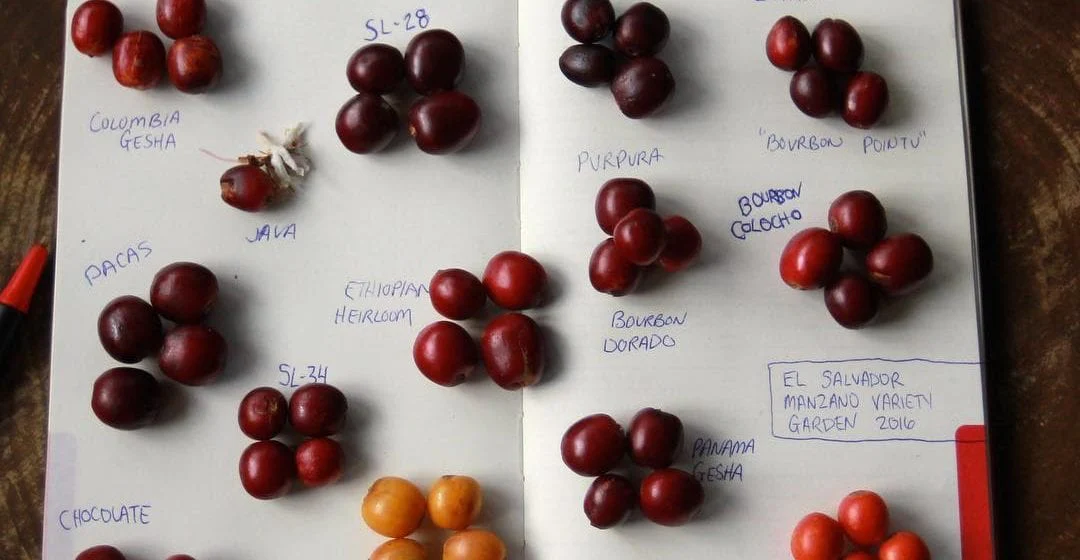 SL-28
COLOMBIA
GESHA
JAVA
PACAS
ETHIOPIAN
HEIRLOOM
SL-34
CHOCOLATE
"BOURBON POINTU"
PURPURA
BOURBON
COLOCHO
BOURBON
DORADO
EL SALVADOR
MANZANO VARIETY
GARDEN 2016
PANAMA
GESHA